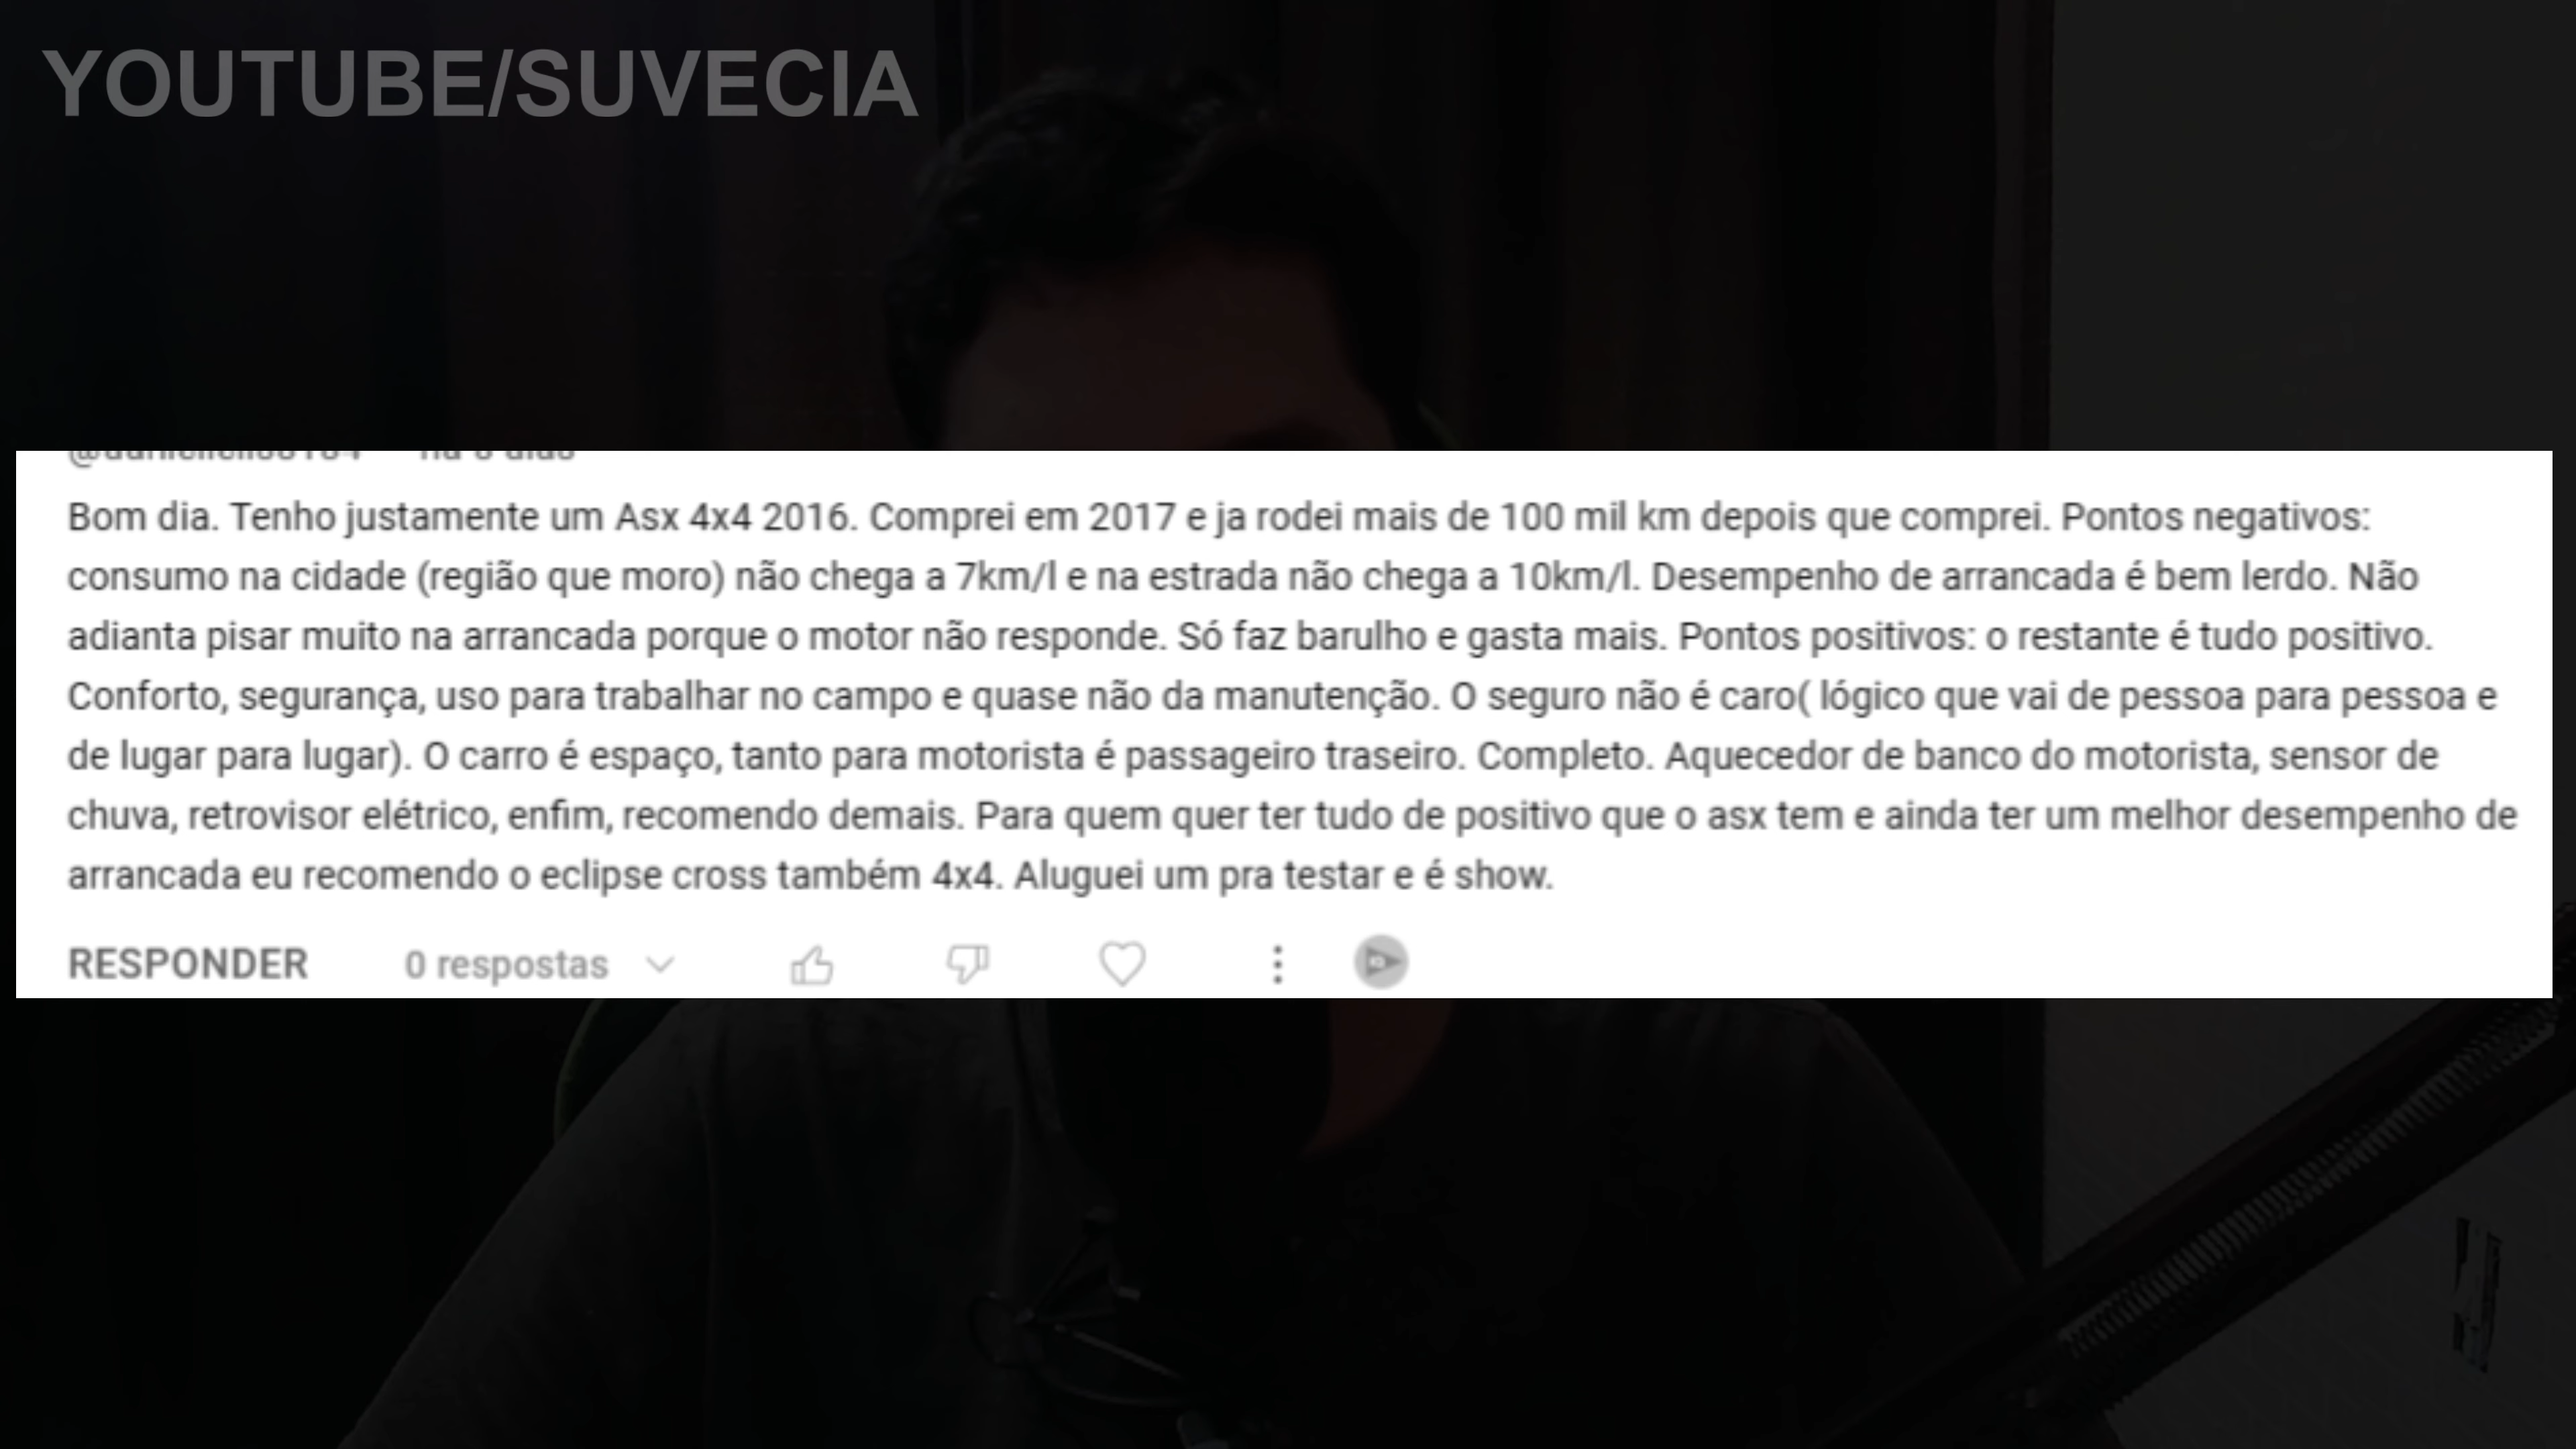 YOUTUBE/SUVECIA
Bom dia. Tenho justamente um Asx 4x4 2016. Comprei em 2017 e ja rodei mais de 100 mil km depois que comprei. Pontos negativos:
consumo na cidade (região que moro) não chega a 7km/l e na estrada não chega a 10km/l. Desempenho de arrancada é bem lerdo. Não
adianta pisar muito na arrancada porque o motor não responde. Só faz barulho e gasta mais. Pontos positivos: o restante é tudo positivo.
Conforto, segurança, uso para trabalhar no campo e quase não da manutenção. O seguro não é caro( lógico que vai de pessoa para pessoa e
de lugar para lugar). O carro é espaço, tanto para motorista é passageiro traseiro. Completo. Aquecedor de banco do motorista, sensor de
chuva, retrovisor elétrico, enfim, recomendo demais. Para quem quer ter tudo de positivo que o asx tem e ainda ter um melhor desempenho de
arrancada eu recomendo o eclipse cross também 4x4. Aluguei um pra testar e é show.
RESPONDER 0 respostas